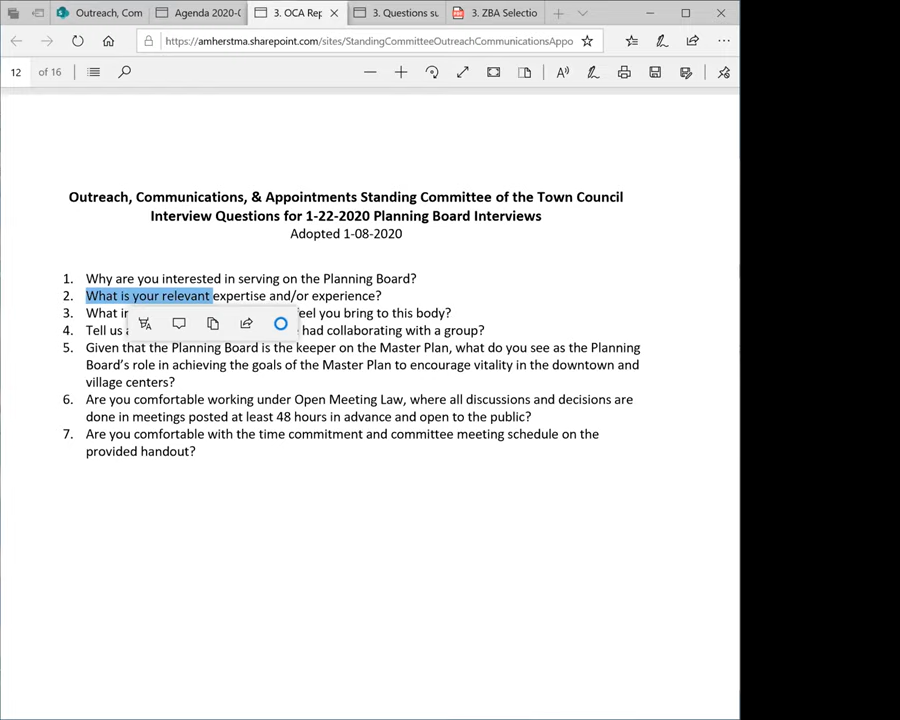 Outreach, Com
Agenda 2020-(
3. OCA Rep
3. Questions su
3. ZBA Selectio
https://amherstma.sharepoint.com/sites/StandingCommitteeOutreachCommunicationsAppo
12 of 16
Outreach, Communications, & Appointments Standing Committee of the Town Council
Interview Questions for 1-22-2020 Planning Board Interviews
Adopted 1-08-2020
1. Why are you interested in serving on the Planning Board?
2. What is your relevant expertise and/or experience?
3. What i feel you bring to this body?
4. Tell us had collaborating with a group?
5. Given that the Planning Board is the keeper on the Master Plan, what do you see as the Planning
Board's role in achieving the goals of the Master Plan to encourage vitality in the downtown and
village centers?
6. Are you comfortable working under Open Meeting Law, where all discussions and decisions are
done in meetings posted at least 48 hours in advance and open to the public?
7. Are you comfortable with the time commitment and committee meeting schedule on the
provided handout?